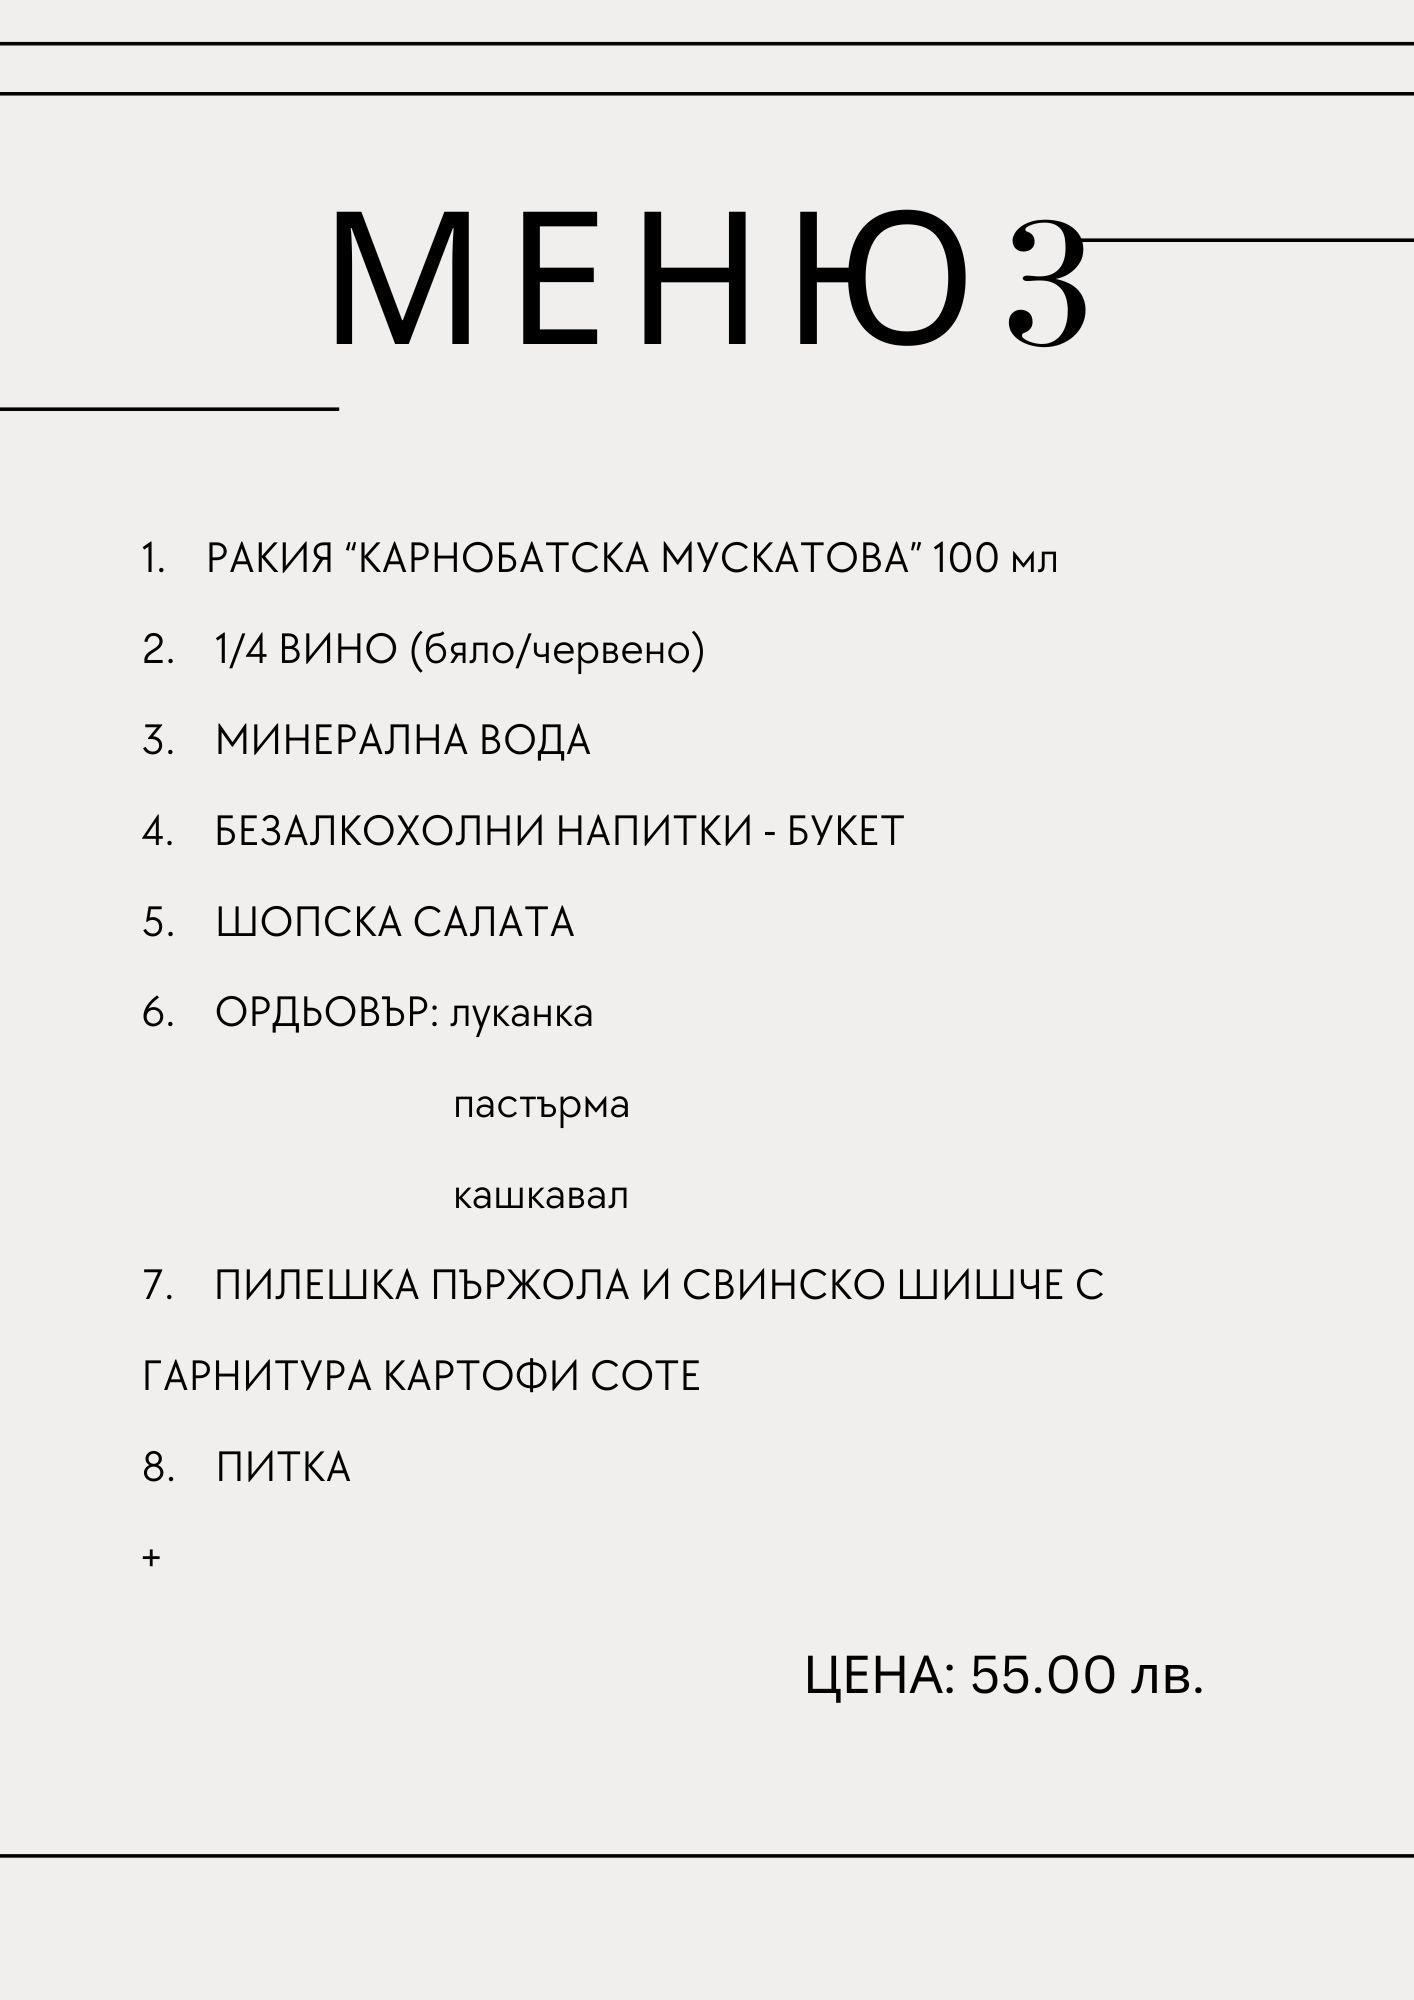 МЕНЮ3
1. РАКИЯ “КАРНОБАТСКА МУСКАТОВА” 100 мл
2. 1/4 ВИНО (бяло/червено)
3. МИНЕРАЛНА ВОДА
4. БЕЗАЛКОХОЛНИ НАПИТКИ - БУКЕТ
5. ШОПСКА САЛАТА
6. ОРДЬОВЪР: луканка
пастърма
кашкавал
7. ПИЛЕШКА ПЪРЖОЛА И СВИНСКО ШИШЧЕ С
ГАРНИТУРА КАРТОФИ СОТЕ
8. ПИТКА
+
ЦЕНА: 55.00 лв.